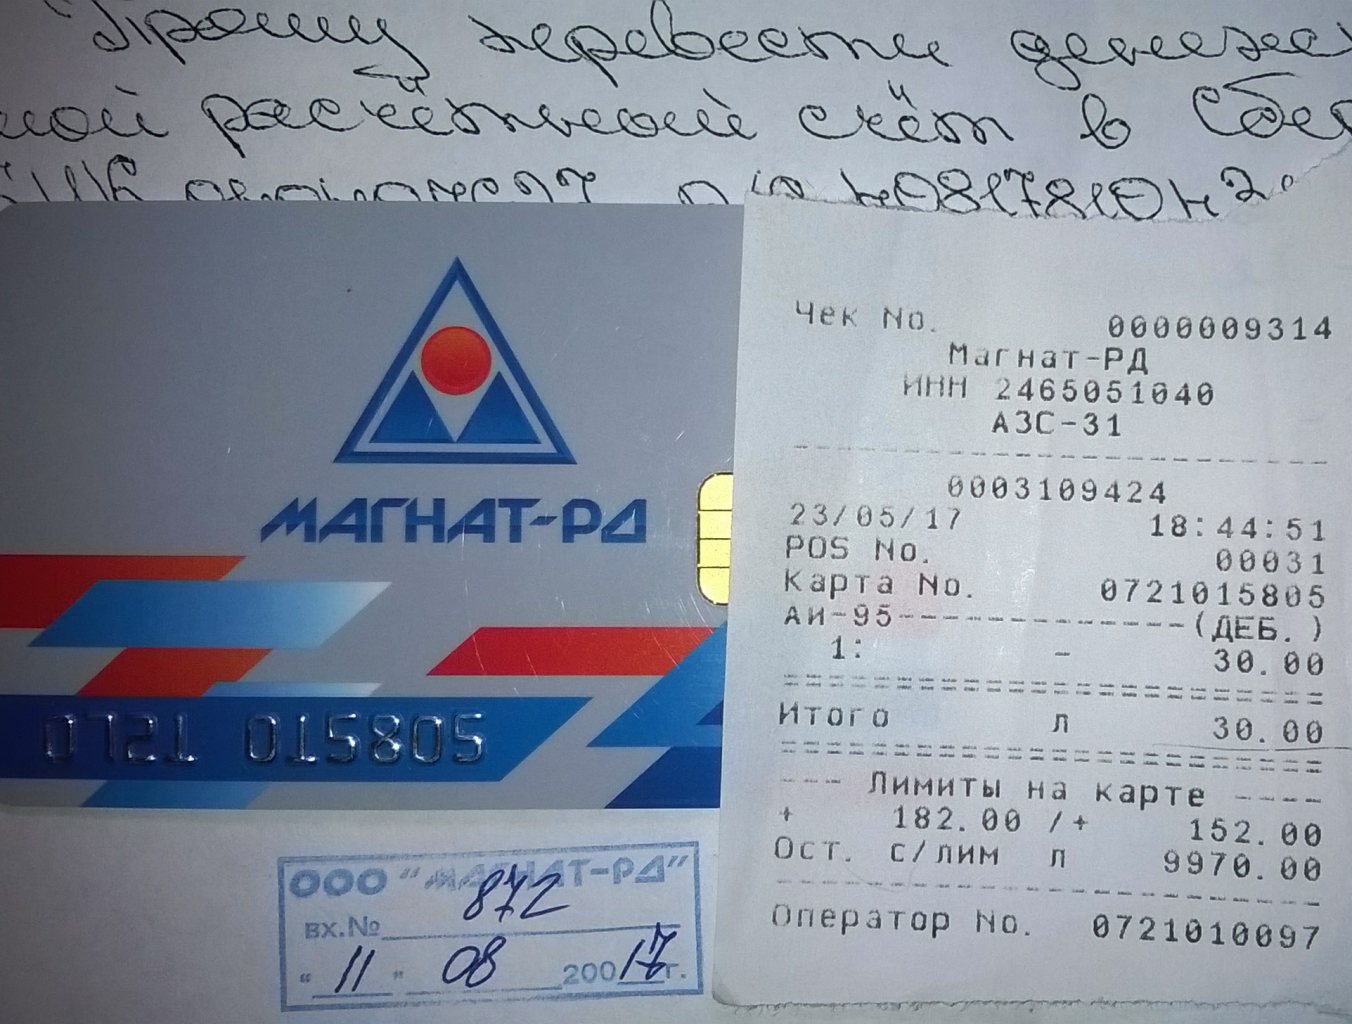 Прошу перевести денежн
мой расчётный счёт в Сбер
МАГНАТ-РД
0721 015805
Чек No. 0000009314
Магнат-РД
ИНН 2465051040
АЗС-31
0003109424
23/05/17 18:44:51
POS No. 00031
Карта No. 0721015805
АИ-95--------------(ДЕБ.)
1: - 30.00
Итого л 30.00
--- Лимиты на карте ----
+ 182.00 /+ 152.00
Ост. с/лим л 9970.00
Оператор No. 0721010097
ООО "МАГНАТ-РД"
вх.№ 872
"11" 08 20017г.